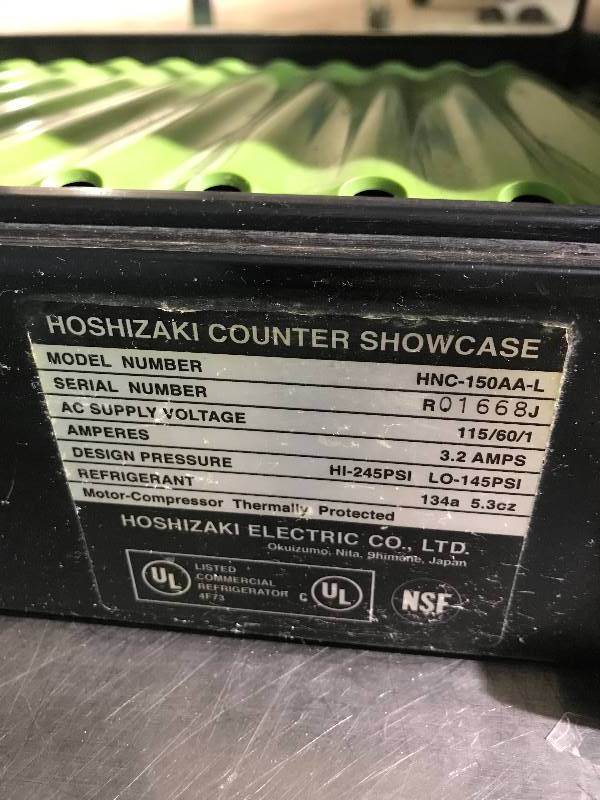 HOSHIZAKI COUNTER SHOWCASE
MODEL NUMBER HNC-150AA-L
SERIAL NUMBER R01668J
AC SUPPLY VOLTAGE 115/60/1
AMPERES 3.2 AMPS
DESIGN PRESSURE HI-245PSI LO-145PSI
REFRIGERANT 134a 5.3oz
Motor-Compressor Thermally Protected
HOSHIZAKI ELECTRIC CO., LTD.
Okuizumo, Nita, Shimane, Japan
UL LISTED COMMERCIAL REFRIGERATOR 4F73 C UL NSF